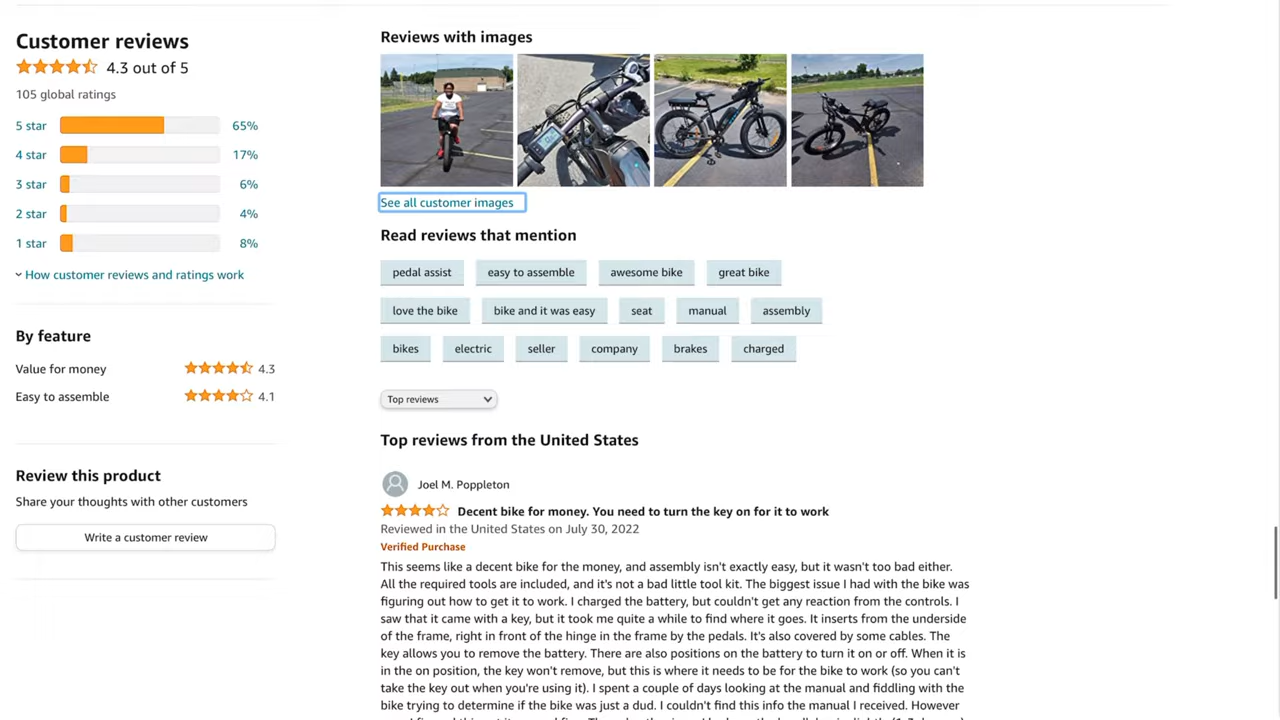 Customer reviews
4.3 out of 5
105 global ratings
5 star 65%
4 star 17%
3 star 6%
2 star 4%
1 star 8%
How customer reviews and ratings work
By feature
Value for money 4.3
Easy to assemble 4.1
Review this product
Share your thoughts with other customers
Write a customer review
Reviews with images
See all customer images
Read reviews that mention
pedal assist easy to assemble awesome bike great bike
love the bike bike and it was easy seat manual assembly
bikes electric seller company brakes charged
Top reviews
Top reviews from the United States
Joel M. Poppleton
Decent bike for money. You need to turn the key on for it to work
Reviewed in the United States on July 30, 2022
Verified Purchase
This seems like a decent bike for the money, and assembly isn't exactly easy, but it wasn't too bad either.
All the required tools are included, and it's not a bad little tool kit. The biggest issue I had with the bike was
figuring out how to get it to work. I charged the battery, but couldn't get any reaction from the controls. I
saw that it came with a key, but it took me quite a while to find where it goes. It inserts from the underside
of the frame, right in front of the hinge in the frame by the pedals. It's also covered by some cables. The
key allows you to remove the battery. There are also positions on the battery to turn it on or off. When it is
in the on position, the key won't remove, but this is where it needs to be for the bike to work (so you can't
take the key out when you're using it). I spent a couple of days looking at the manual and fiddling with the
bike trying to determine if the bike was just a dud. I couldn't find this info the manual I received. However